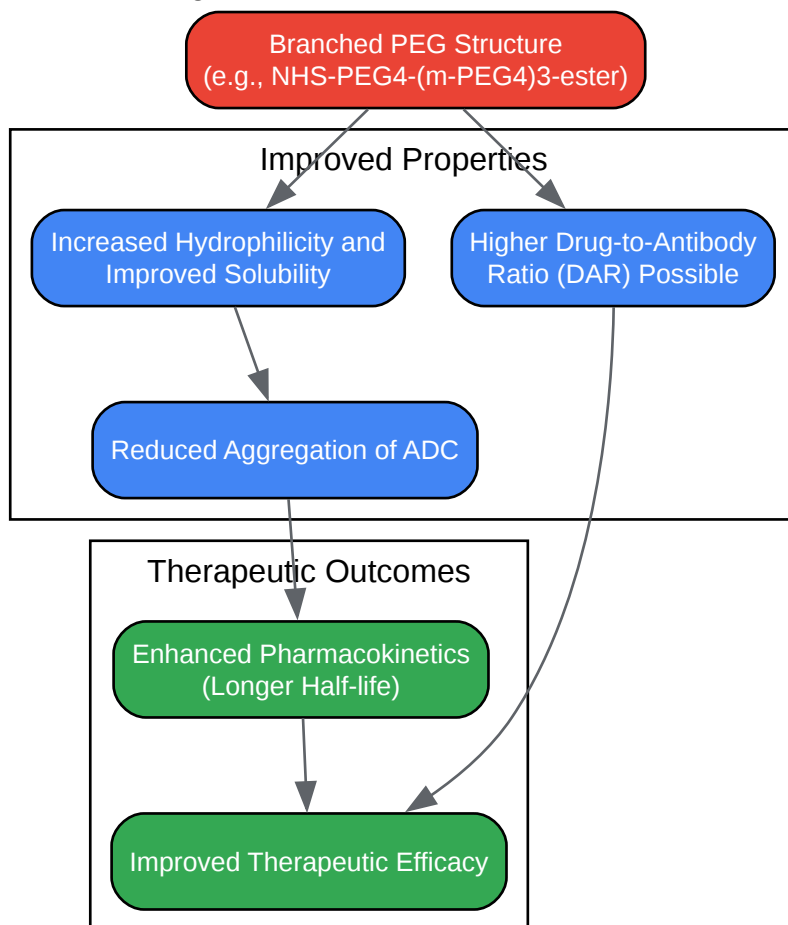 Branched PEG Structure
(e.g., NHS-PEG4-(m-PEG4)3-ester)
Improved Properties
Increased Hydrophilicity and
Improved Solubility
Higher Drug-to-Antibody
Ratio (DAR) Possible
Reduced Aggregation of ADC
Therapeutic Outcomes
Enhanced Pharmacokinetics
(Longer Half-life)
Improved Therapeutic Efficacy